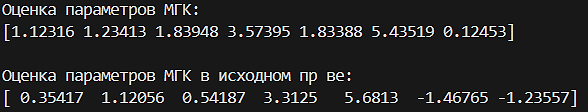 Оценка параметров МГК:
[1.12316 1.23413 1.83948 3.57395 1.83388 5.43519 0.12453]
Оценка параметров МГК в исходном пр ве:
[ 0.35417  1.12056  0.54187  3.3125   5.6813  -1.46765 -1.23557]